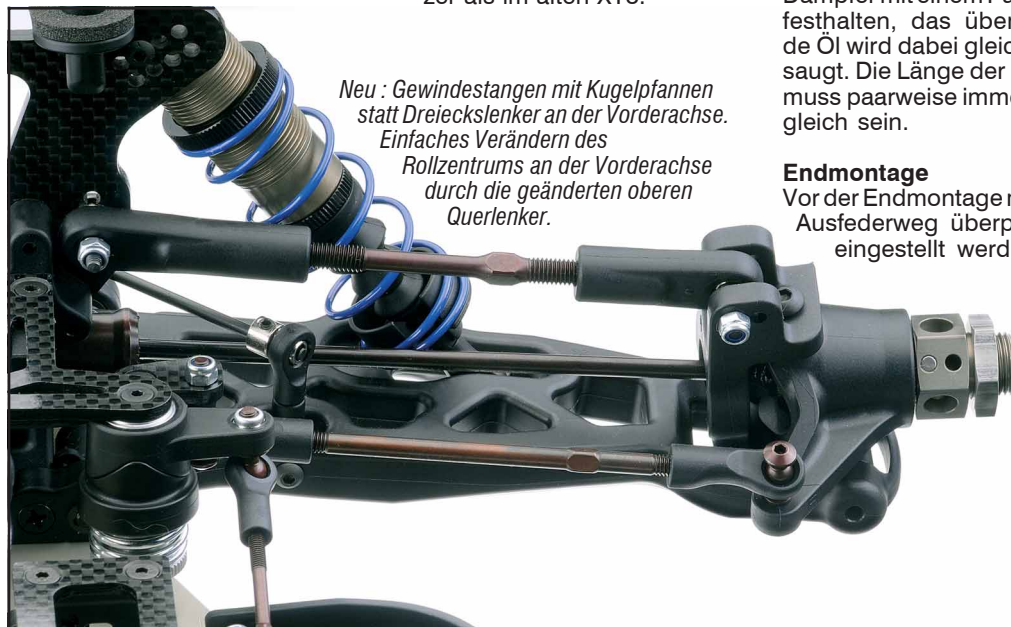 zer als im alten XT8.
Neu : Gewindestangen mit Kugelpfannen
statt Dreieckslenker an der Vorderachse.
Einfaches Verändern des
Rollzentrums an der Vorderachse
durch die geänderten oberen
Querlenker.
festhalten, das über
de Öl wird dabei gleic
saugt. Die Länge der
muss paarweise imme
gleich sein.
Endmontage
Vor der Endmontage
Ausfederweg überp
eingestellt werd